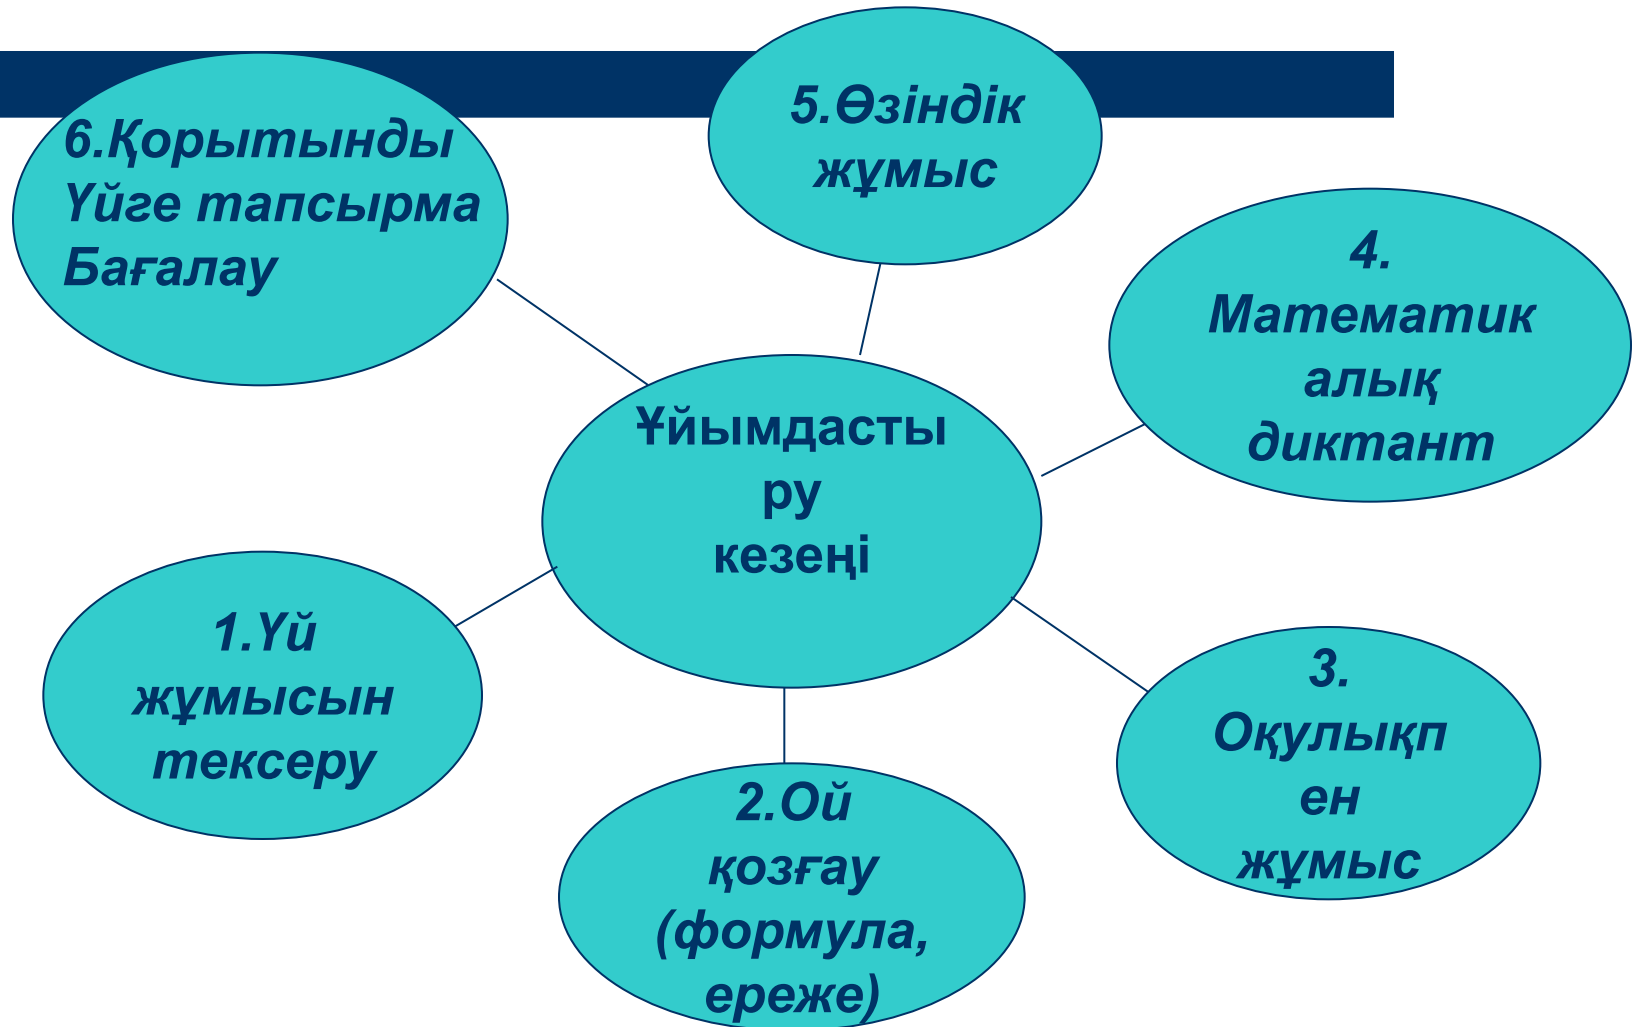 6.Қорытынды
Үйге тапсырма
Бағалау
5.Өзіндік
жұмыс
4.
Математик
алық
диктант
Ұйымдасты
ру
кезеңі
1.Үй
жұмысын
тексеру
2.Ой
қозғау
(формула,
ереже)
3.
Оқулықп
ен
жұмыс